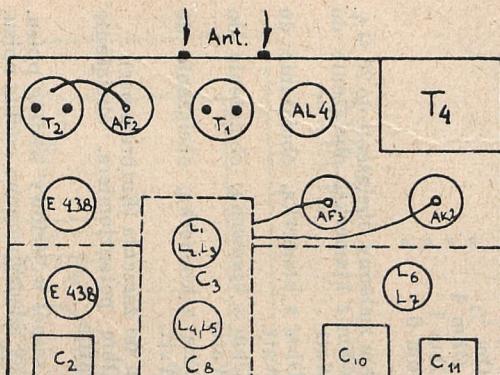 Ant.
T2
AF2
T1
AL4
T4
E 438
AF3
AK2
L1
L2,L3
C3
E 438
L6
L7
L4,L5
C8
C2
C10
C11